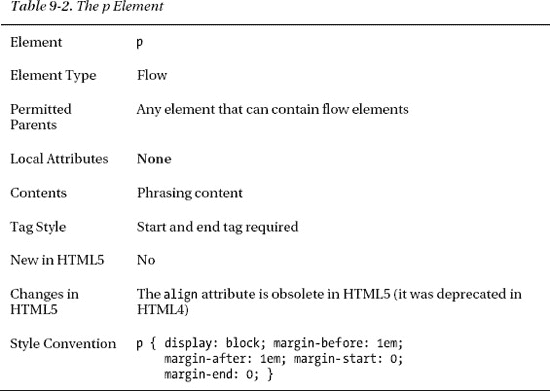 Table 9-2. The p Element
Element p
Element Type Flow
Permitted Any element that can contain flow elements
Parents
Local Attributes None
Contents Phrasing content
Tag Style Start and end tag required
New in HTML5 No
Changes in The align attribute is obsolete in HTML5 (it was deprecated in
HTML5 HTML4)
Style Convention p { display: block; margin-before: 1em;
margin-after: 1em; margin-start: 0;
margin-end: 0; }